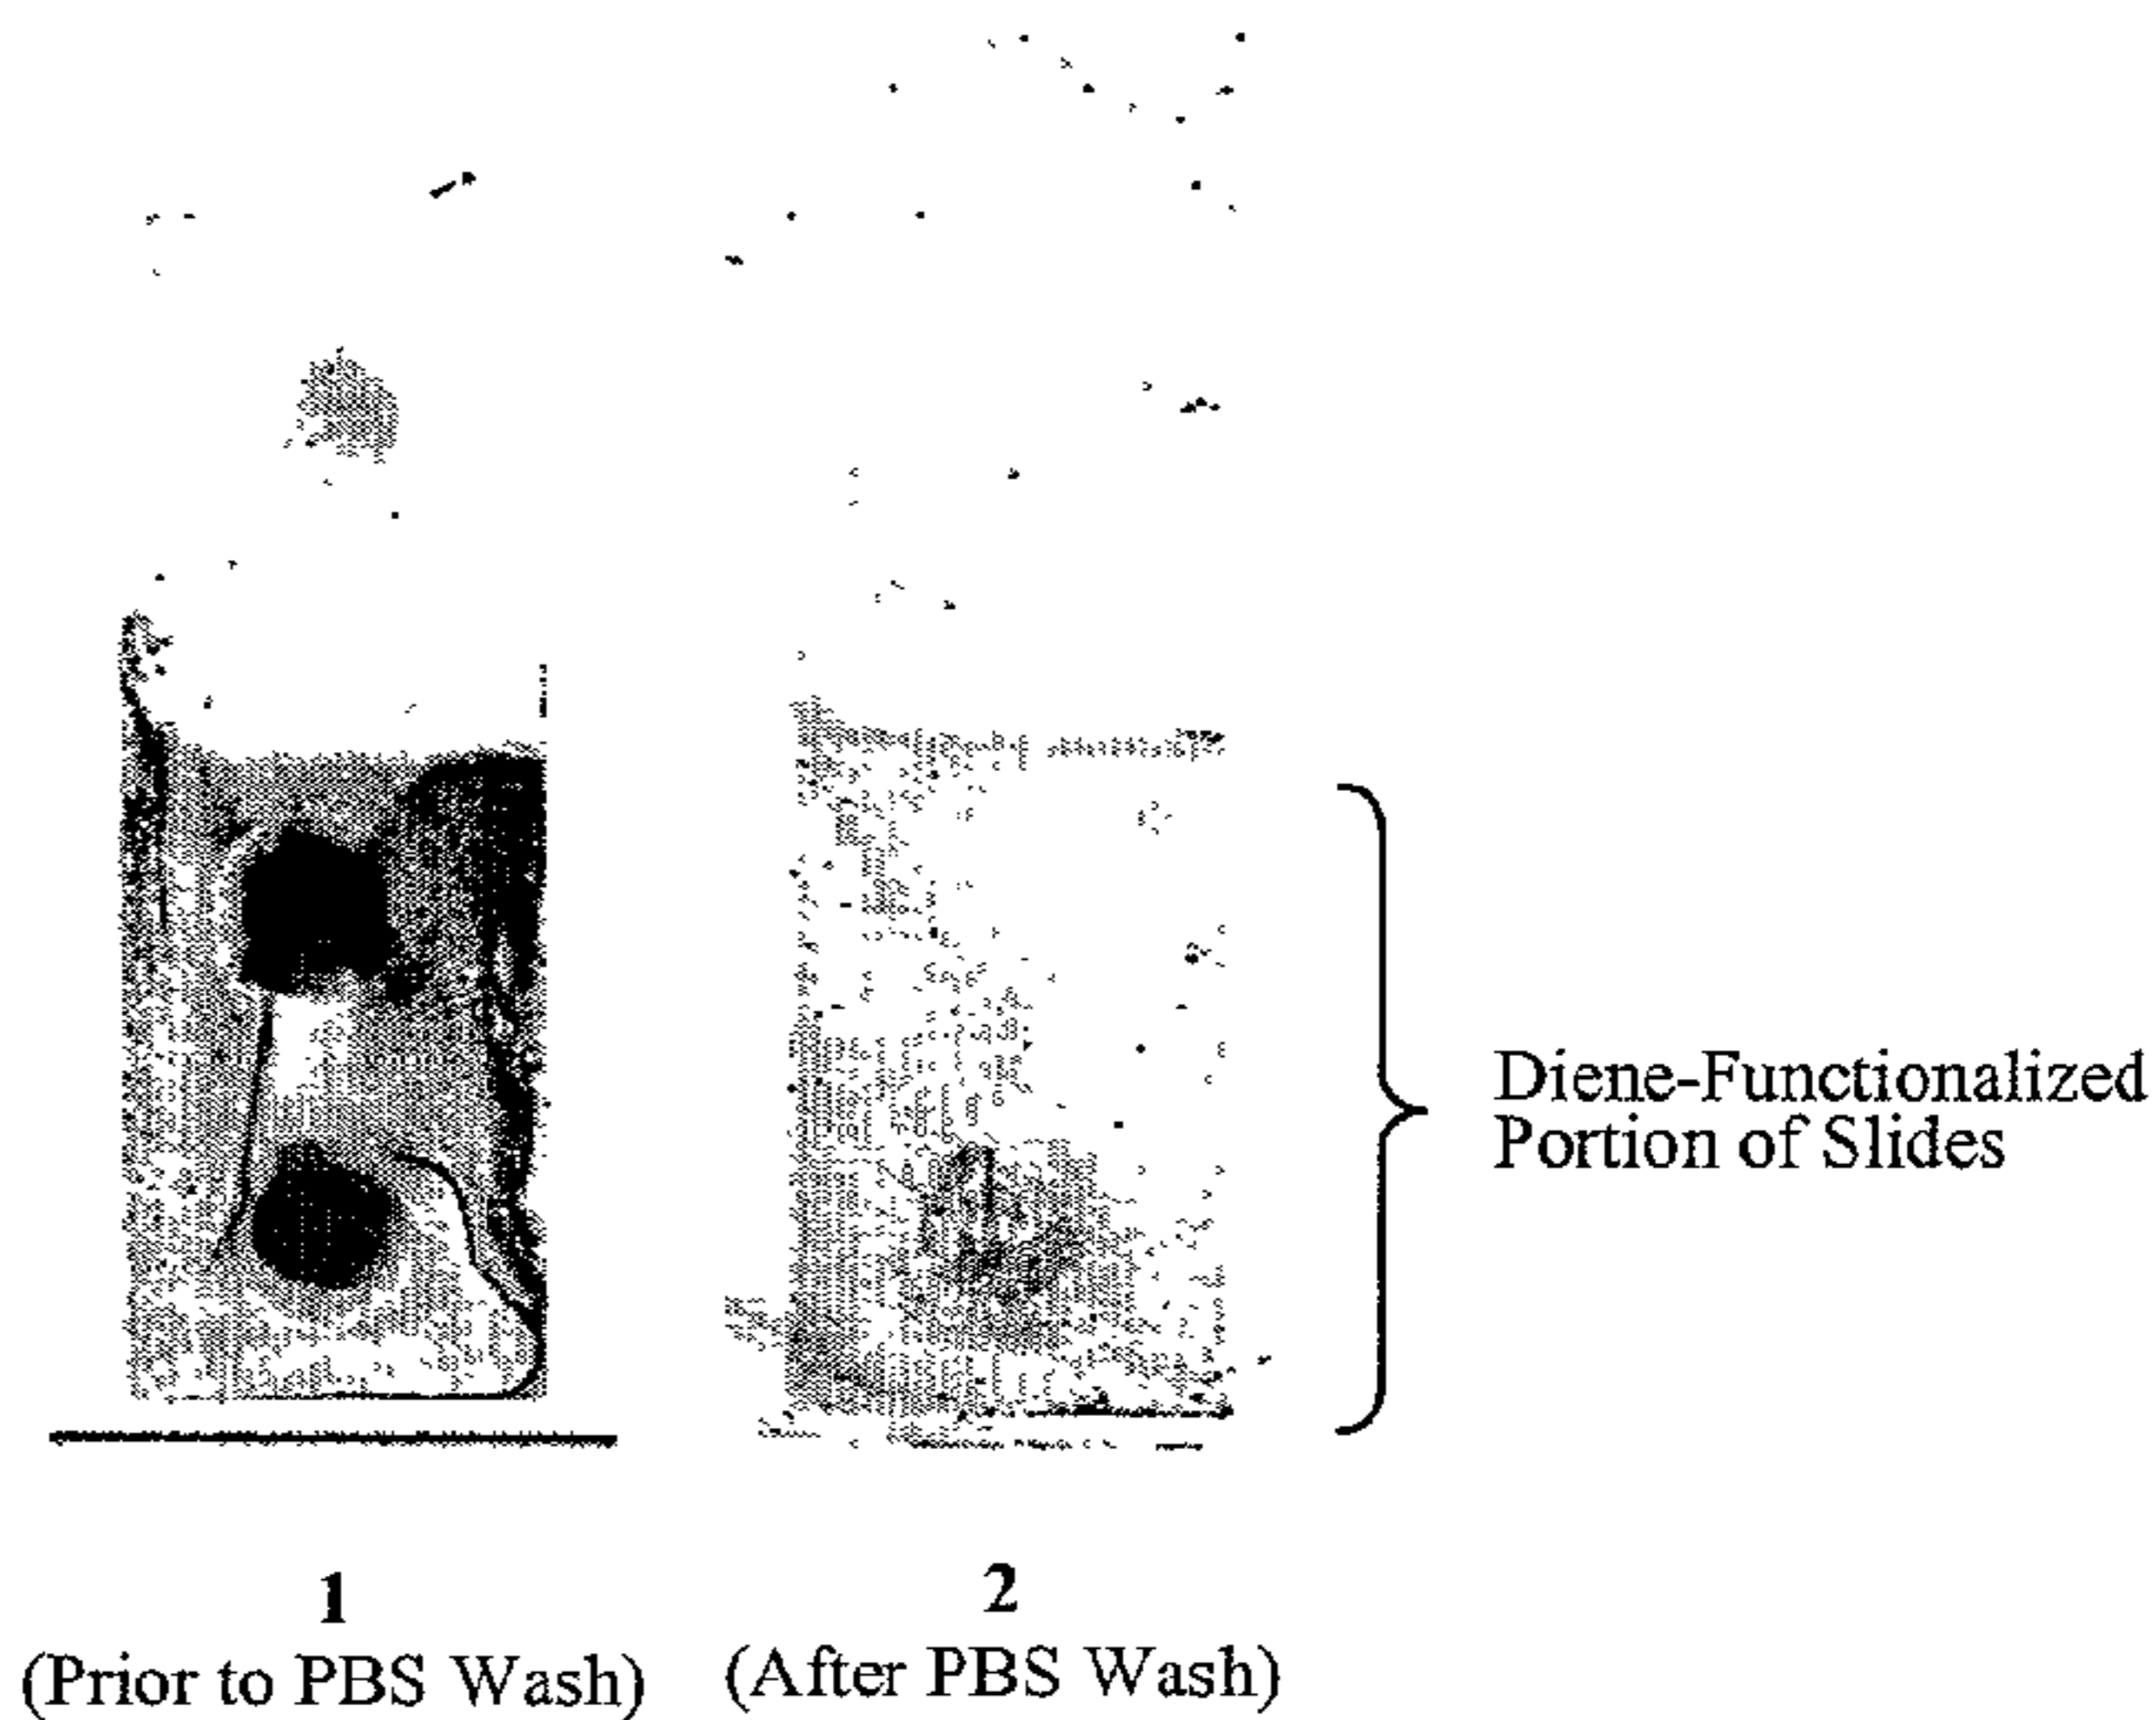 Diene-Functionalized
Portion of Slides
1
2
(Prior to PBS Wash)
(After PBS Wash)